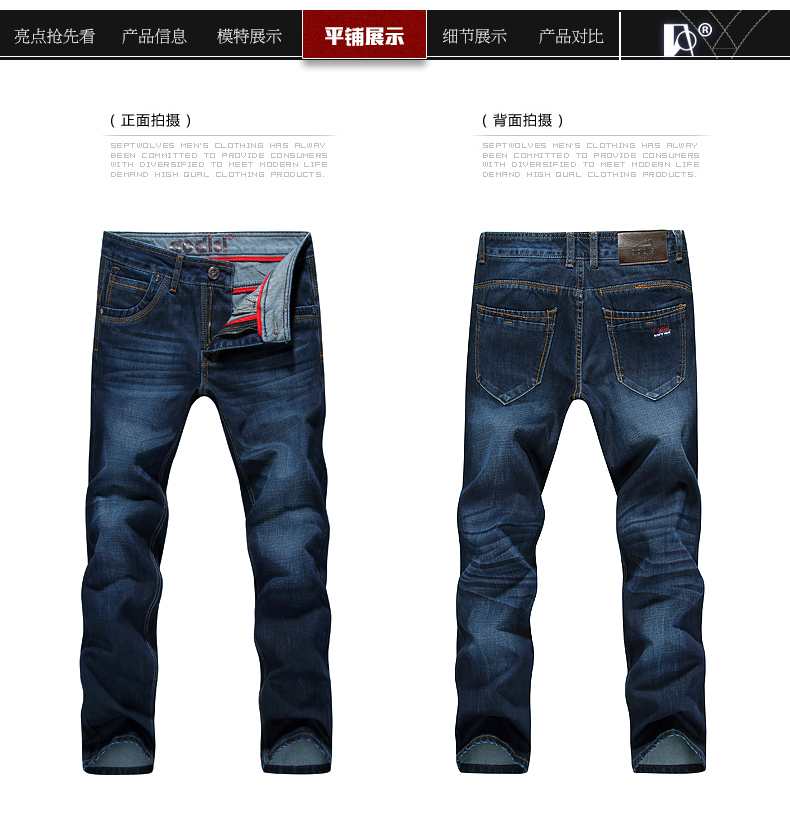 亮点抢先看 产品信息 模特展示 平铺展示 细节展示 产品对比 ®
( 正面拍摄 )
SEPTWOLVES MEN'S CLOTHING HAS ALWAY
BEEN COMMITTED TO PROVIDE CONSUMERS
WITH DIVERSIFIED TO MEET MODERN LIFE
DEMAND HIGH QUAL CLOTHING PRODUCTS.
( 背面拍摄 )
SEPTWOLVES MEN'S CLOTHING HAS ALWAY
BEEN COMMITTED TO PROVIDE CONSUMERS
WITH DIVERSIFIED TO MEET MODERN LIFE
DEMAND HIGH QUAL CLOTHING PRODUCTS.